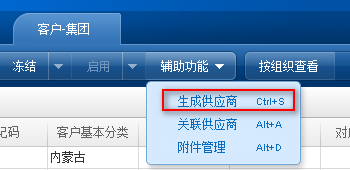 客户-集团
冻结 启用 辅助功能 按组织查看
生成供应商 Ctrl+S
关联供应商 Alt+A
附件管理 Alt+D
记码 客户基本分类 对应
内蒙古